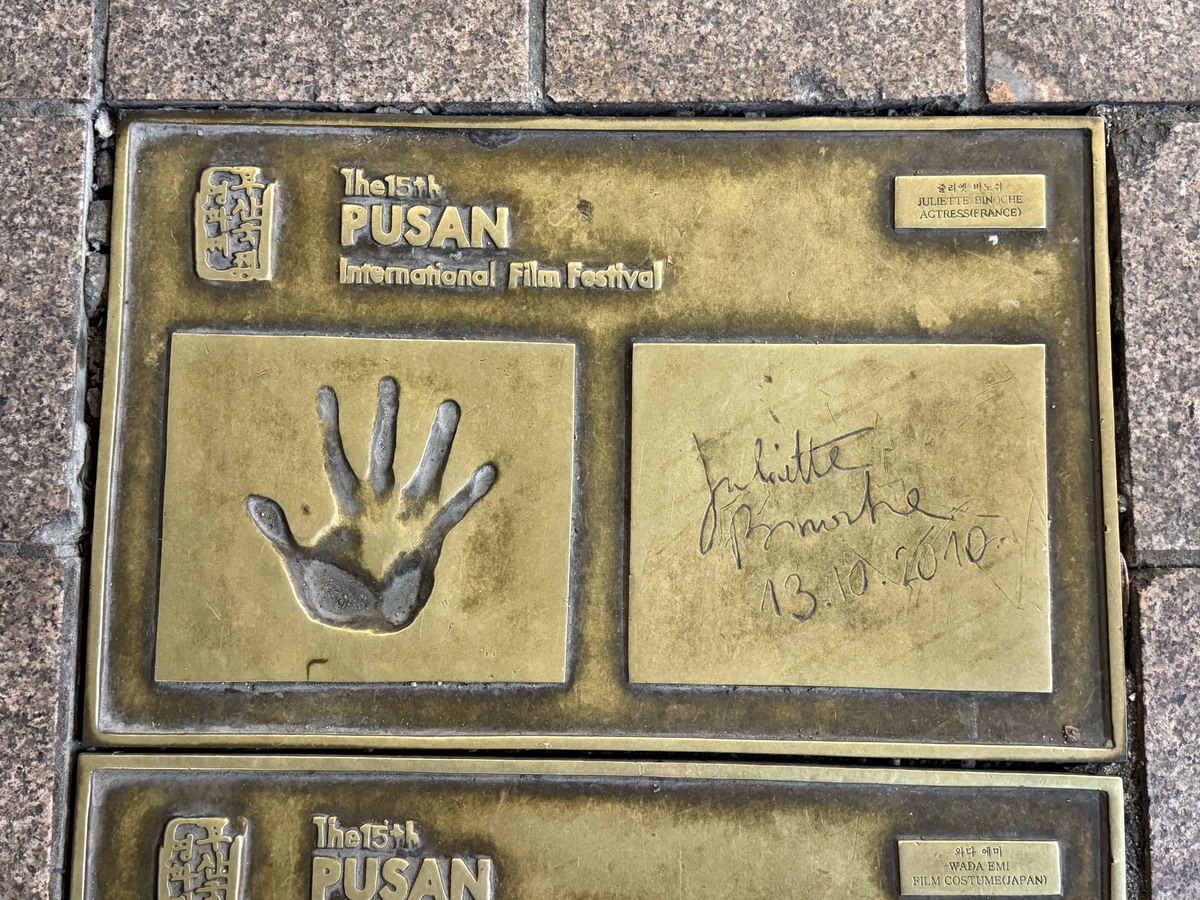 The 15th
PUSAN
International Film Festival
줄리엣 비노쉬
JULIETTE BINOCHE
ACTRESS(FRANCE)
Juliette
Binoche
13.10.2010
The 15th
PUSAN
와다 에미
WADA EMI
FILM COSTUME(JAPAN)